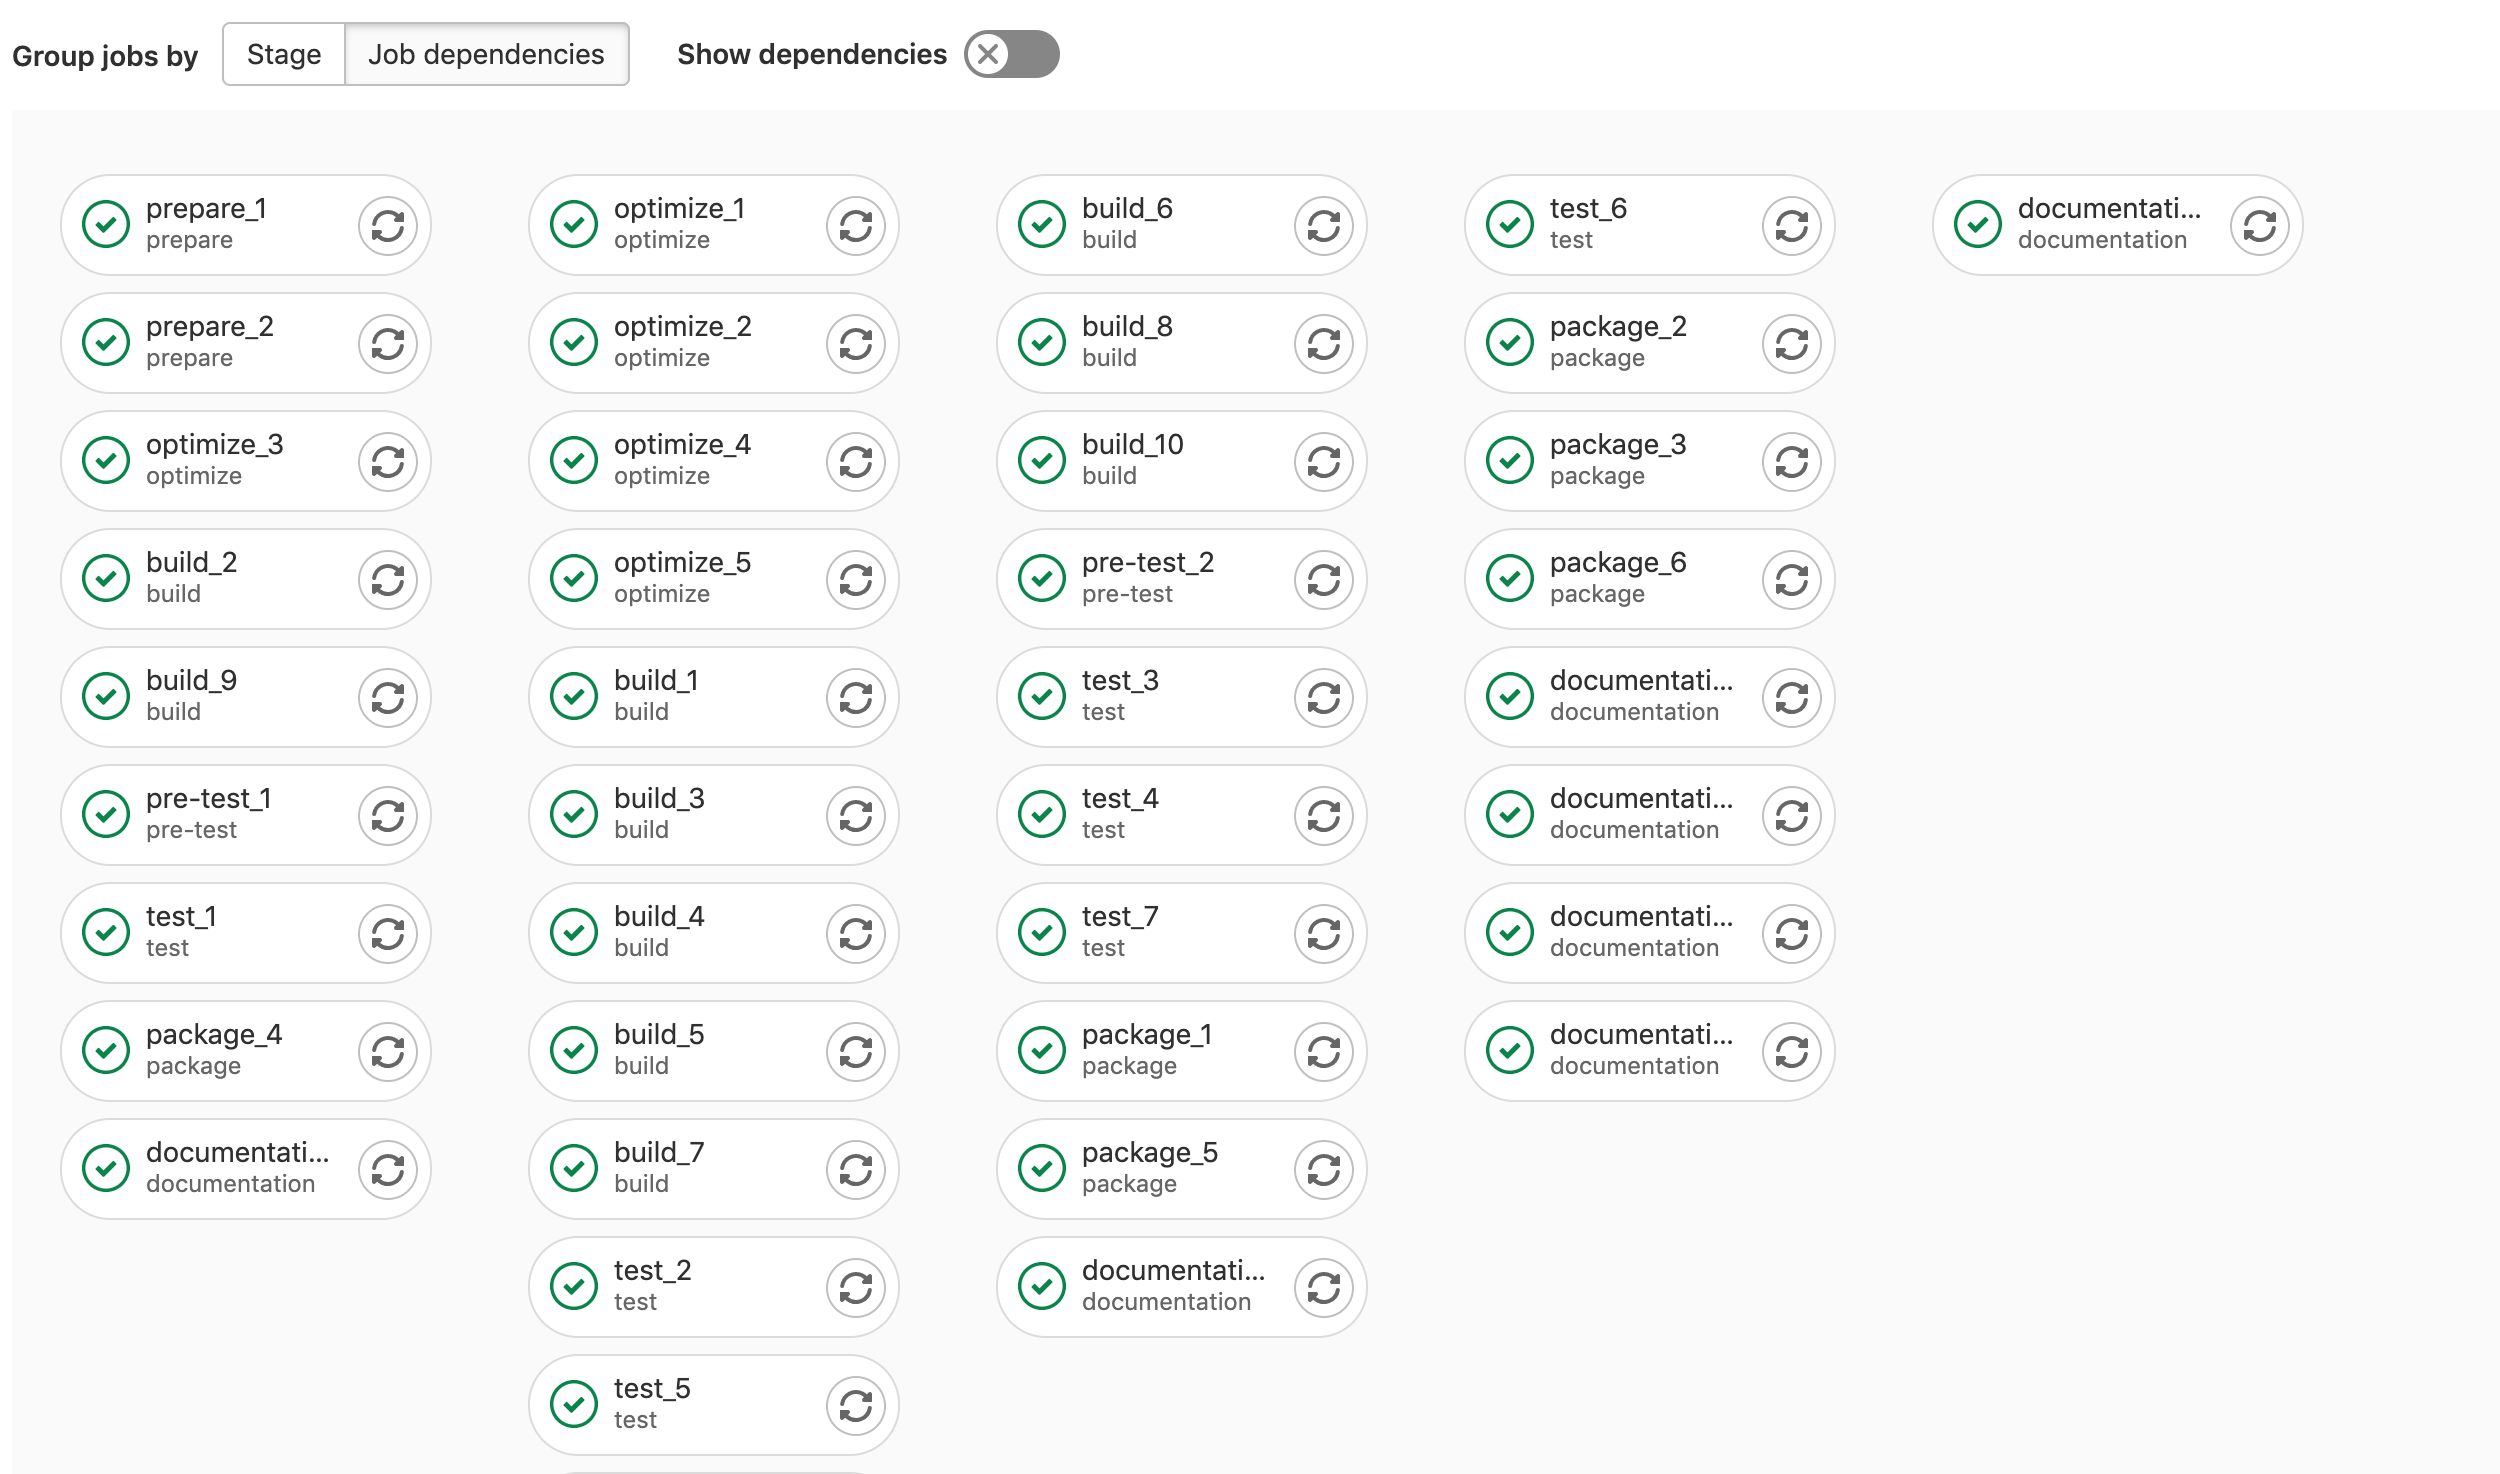 Group jobs by
Stage
Job dependencies
Show dependencies
prepare_1
prepare
prepare_2
prepare
optimize_3
optimize
build_2
build
build_9
build
pre-test_1
pre-test
test_1
test
package_4
package
documentati...
documentation
optimize_1
optimize
optimize_2
optimize
optimize_4
optimize
optimize_5
optimize
build_1
build
build_3
build
build_4
build
build_5
build
build_7
build
test_2
test
test_5
test
build_6
build
build_8
build
build_10
build
pre-test_2
pre-test
test_3
test
test_4
test
test_7
test
package_1
package
package_5
package
documentati...
documentation
test_6
test
package_2
package
package_3
package
package_6
package
documentati...
documentation
documentati...
documentation
documentati...
documentation
documentati...
documentation
documentati...
documentation